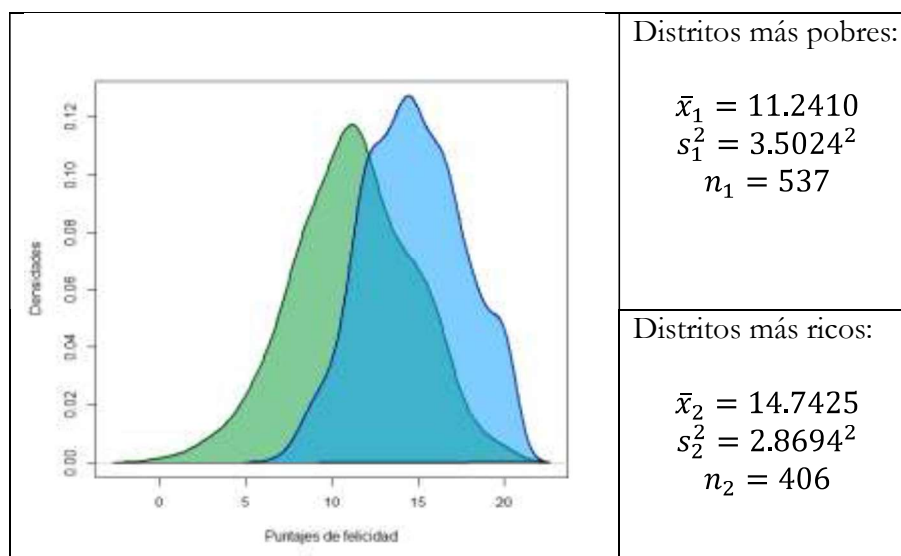 Distritos más pobres:
x̄₁ = 11.2410
s₁² = 3.5024²
n₁ = 537
Distritos más ricos:
x̄₂ = 14.7425
s₂² = 2.8694²
n₂ = 406
Densidades
0.12
0.10
0.08
0.06
0.04
0.02
0.00
0 5 10 15 20
Puntajes de felicidad